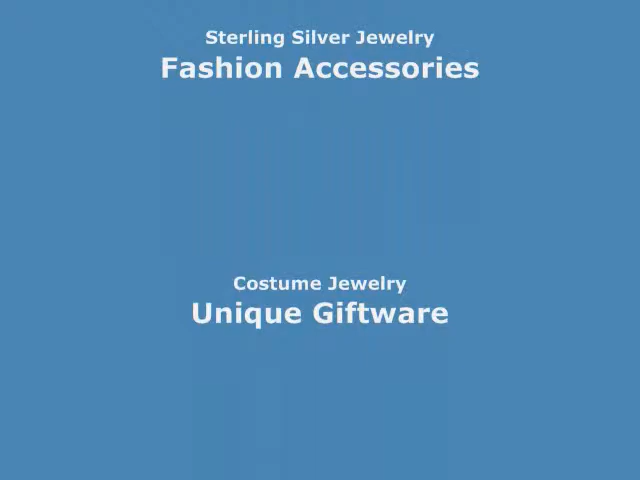 Sterling Silver Jewelry
Fashion Accessories
Costume Jewelry
Unique Giftware